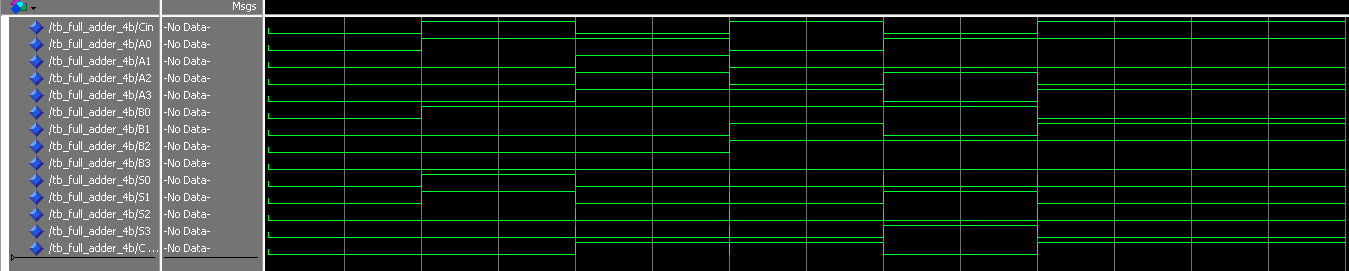 Msgs
/tb_full_adder_4b/Cin -No Data-
/tb_full_adder_4b/A0 -No Data-
/tb_full_adder_4b/A1 -No Data-
/tb_full_adder_4b/A2 -No Data-
/tb_full_adder_4b/A3 -No Data-
/tb_full_adder_4b/B0 -No Data-
/tb_full_adder_4b/B1 -No Data-
/tb_full_adder_4b/B2 -No Data-
/tb_full_adder_4b/B3 -No Data-
/tb_full_adder_4b/S0 -No Data-
/tb_full_adder_4b/S1 -No Data-
/tb_full_adder_4b/S2 -No Data-
/tb_full_adder_4b/S3 -No Data-
/tb_full_adder_4b/C ... -No Data-